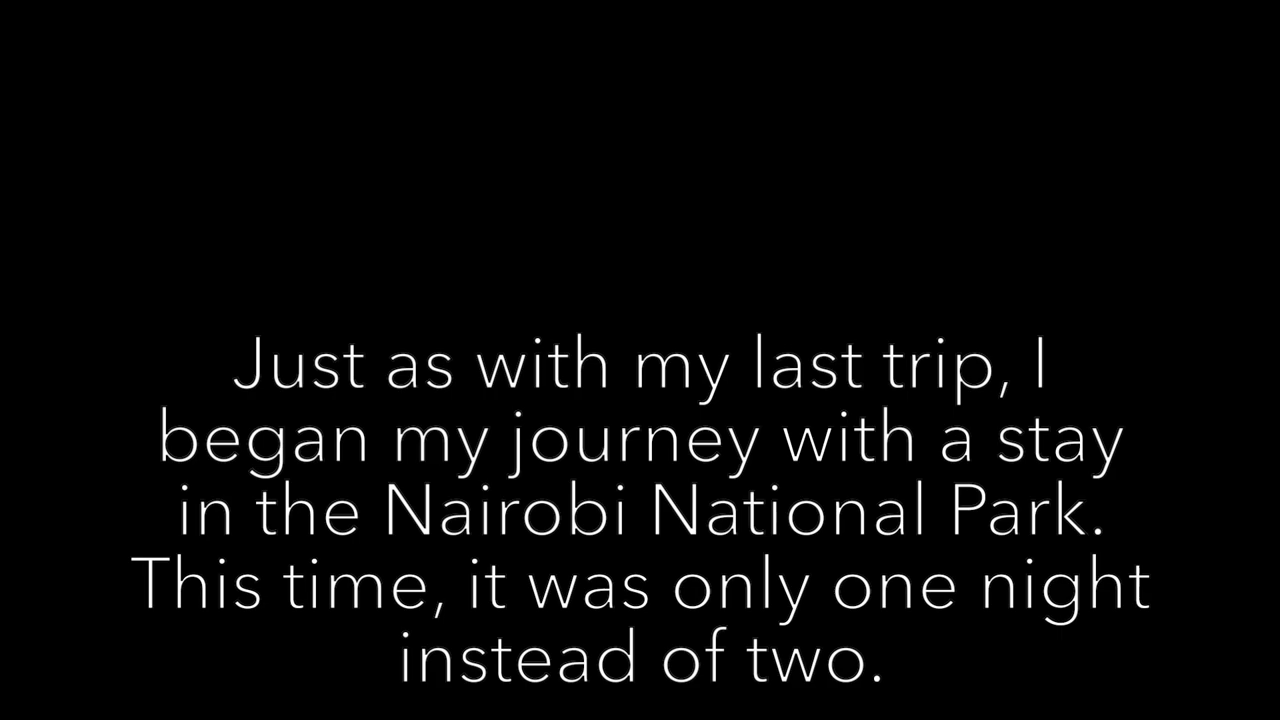 Just as with my last trip, I
began my journey with a stay
in the Nairobi National Park.
This time, it was only one night
instead of two.